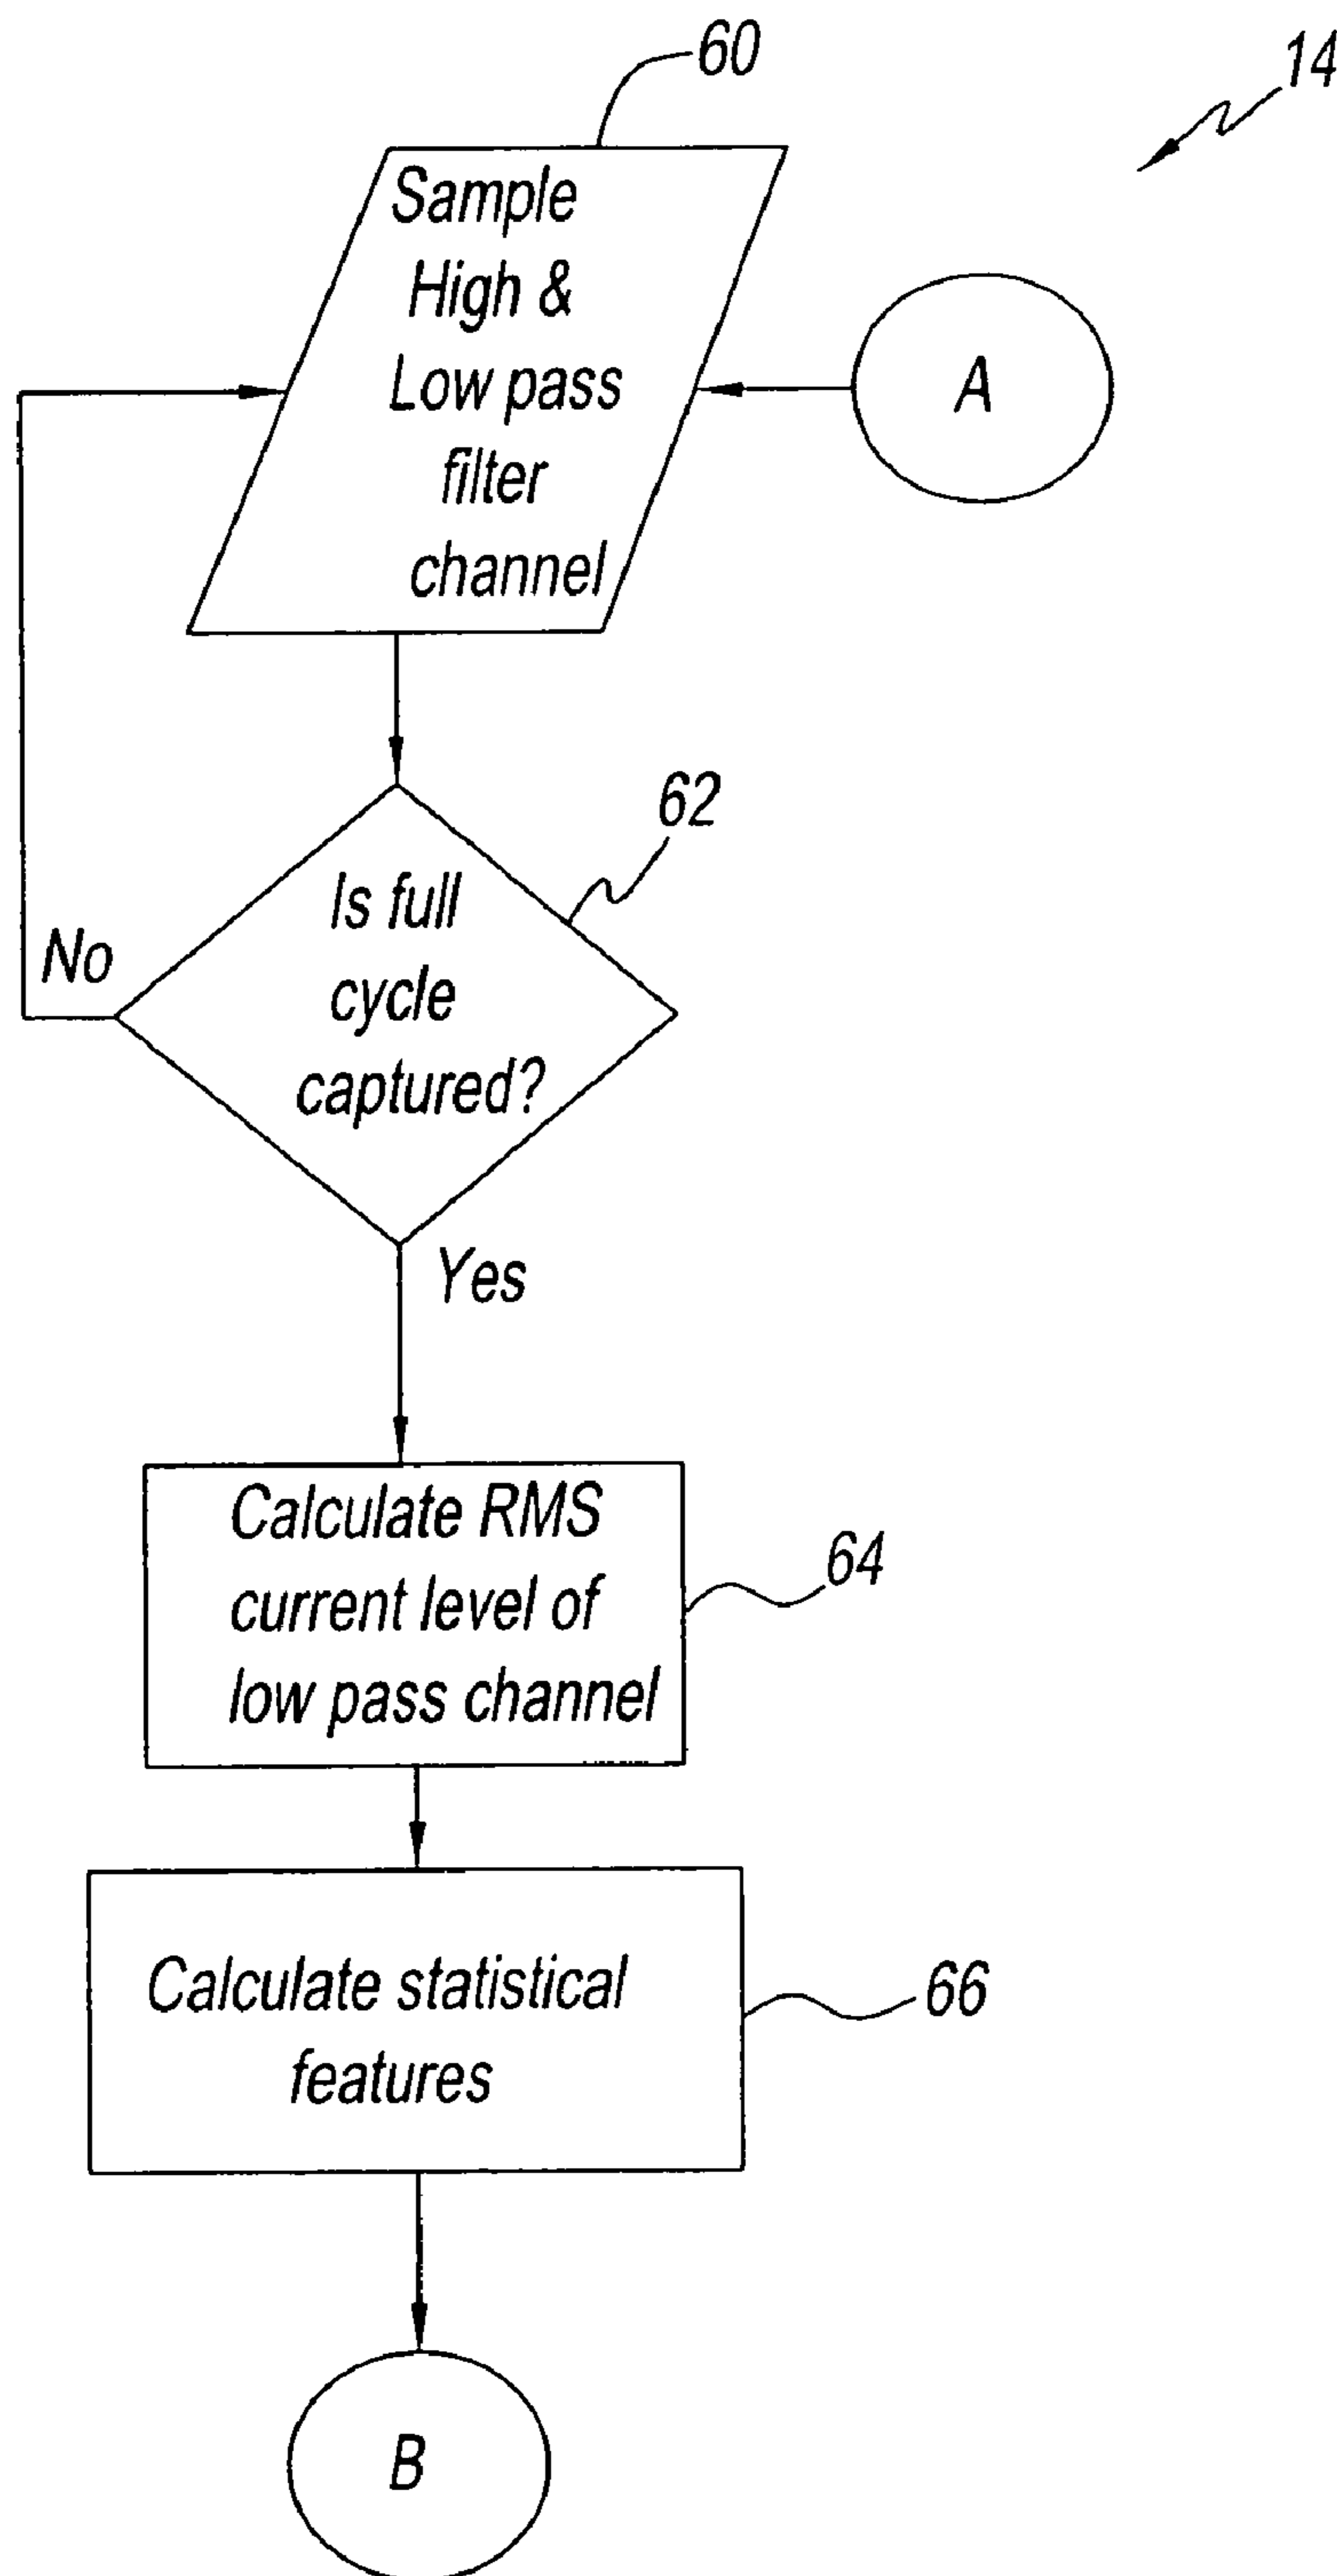 60
14
Sample
High &
Low pass
filter
channel
A
62
Is full
cycle
captured?
No
Yes
Calculate RMS
current level of
low pass channel
64
Calculate statistical
features
66
B